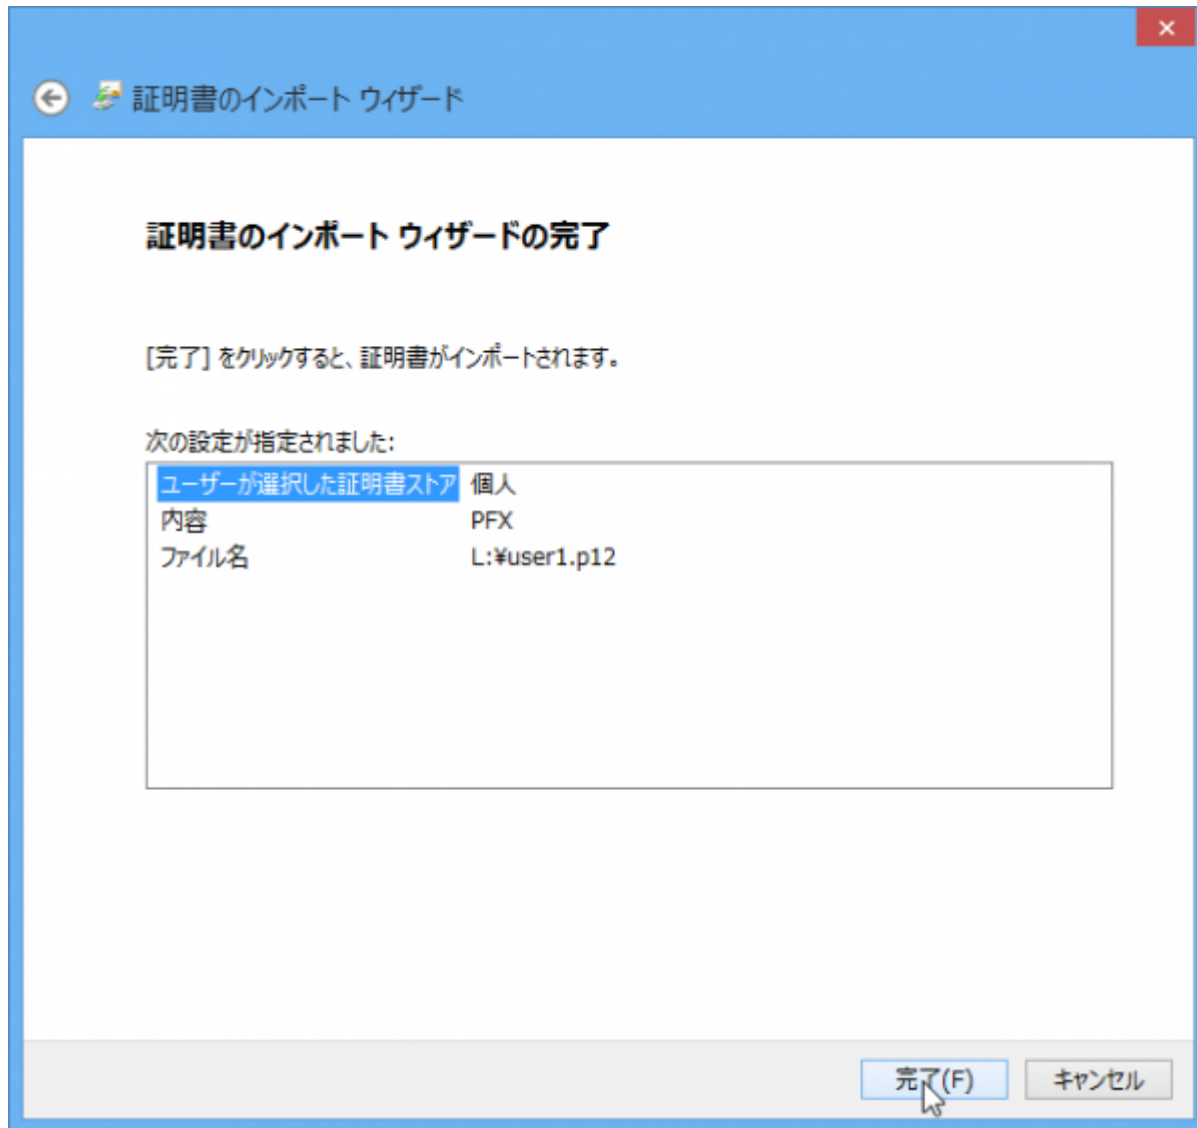 証明書のインポート ウィザード
証明書のインポート ウィザードの完了
[完了] をクリックすると、証明書がインポートされます。
次の設定が指定されました:
ユーザーが選択した証明書ストア 個人
内容 PFX
ファイル名 L:¥user1.p12
完了(F) キャンセル